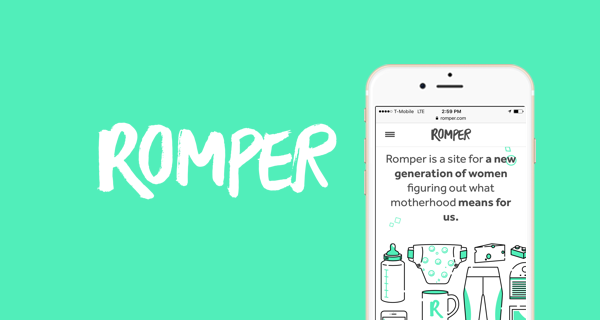 ROMPER
T-Mobile LTE 2:59 PM
romper.com
ROMPER
Romper is a site for a new
generation of women
figuring out what
motherhood means for
us.
R